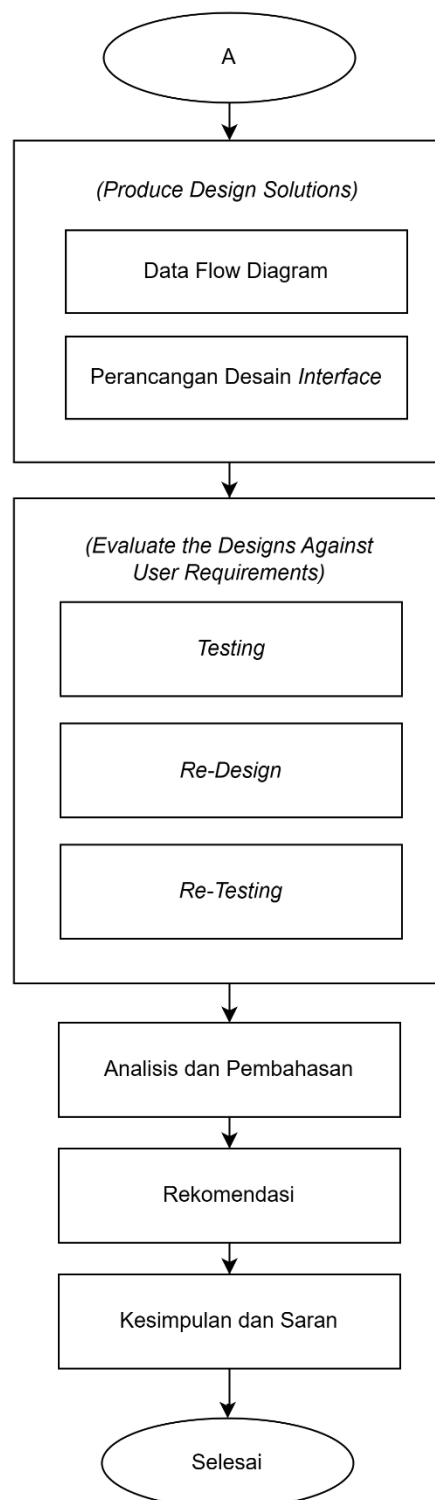 A
(Produce Design Solutions)
Data Flow Diagram
Perancangan Desain Interface
(Evaluate the Designs Against
User Requirements)
Testing
Re-Design
Re-Testing
Analisis dan Pembahasan
Rekomendasi
Kesimpulan dan Saran
Selesai